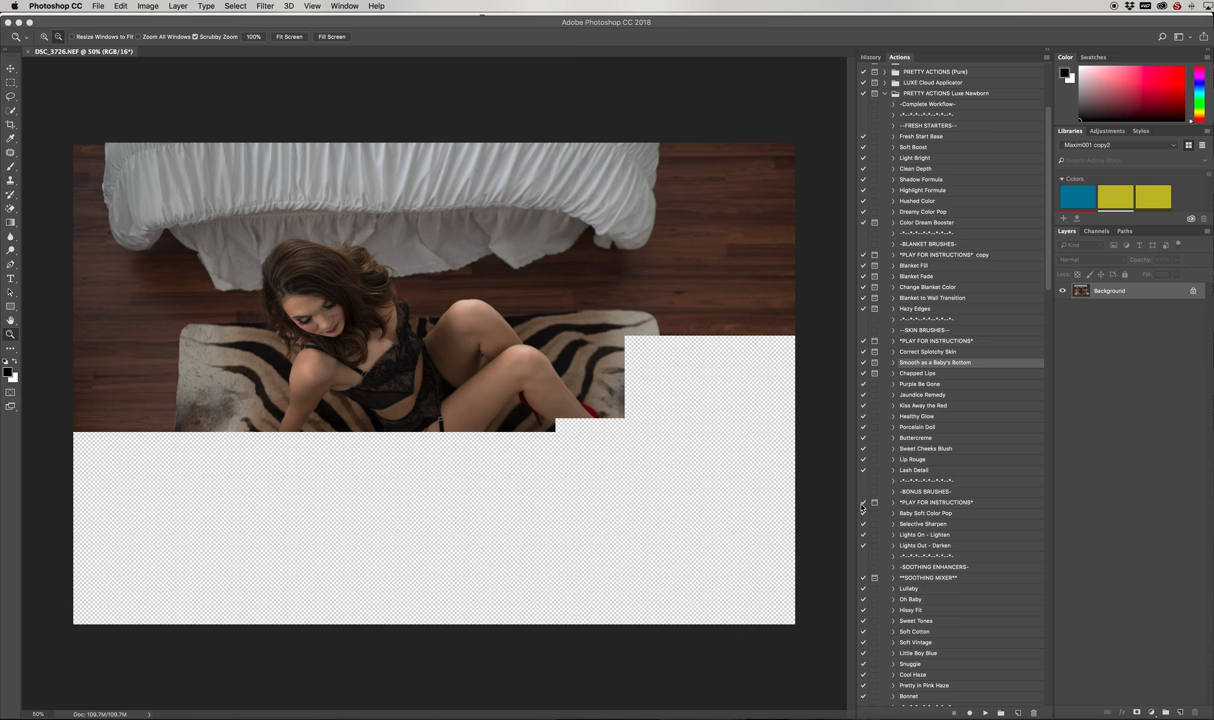 Photoshop CC File Edit Image Layer Type Select Filter 3D View Window Help
Adobe Photoshop CC 2018
Resize Windows to Fit Zoom All Windows Scrubby Zoom 100% Fit Screen Fill Screen
DSC_3726.NEF @ 50% (RGB/16*)
History Actions
PRETTY ACTIONS (Pure)
LUXE Cloud Applicator
PRETTY ACTIONS Luxe Newborn
-Complete Workflow-
-*--*-*--*--*--*--*-
--FRESH STARTERS--
Fresh Start Base
Soft Boost
Light Bright
Clean Depth
Shadow Formula
Highlight Formula
Hushed Color
Dreamy Color Pop
Color Dream Booster
-*--*-*--*--*--*--*-
-BLANKET BRUSHES-
*PLAY FOR INSTRUCTIONS* copy
Blanket Fill
Blanket Fade
Change Blanket Color
Blanket to Wall Transition
Hazy Edges
-*--*-*--*--*--*--*-
--SKIN BRUSHES--
*PLAY FOR INSTRUCTIONS*
Correct Splotchy Skin
Smooth as a Baby's Bottom
Chapped Lips
Purple Be Gone
Jaundice Remedy
Kiss Away the Red
Healthy Glow
Porcelain Doll
Buttercreme
Sweet Cheeks Blush
Lip Rouge
Lash Detail
-*--*-*--*--*--*--*-
-BONUS BRUSHES-
*PLAY FOR INSTRUCTIONS*
Baby Soft Color Pop
Selective Sharpen
Lights On - Lighten
Lights Out - Darken
-*--*-*--*--*--*--*-
-SOOTHING ENHANCERS-
**SOOTHING MIXER**
Lullaby
Oh Baby
Hissy Fit
Sweet Tones
Soft Cotton
Soft Vintage
Little Boy Blue
Snuggie
Cool Haze
Pretty in Pink Haze
Bonnet
Color Swatches
Libraries Adjustments Styles
Maxim001 copy2
Search Adobe Stock
Colors
Layers Channels Paths
Kind
Normal Opacity: 100%
Lock: Fill:
Background
50% Doc: 109.7M/109.7M